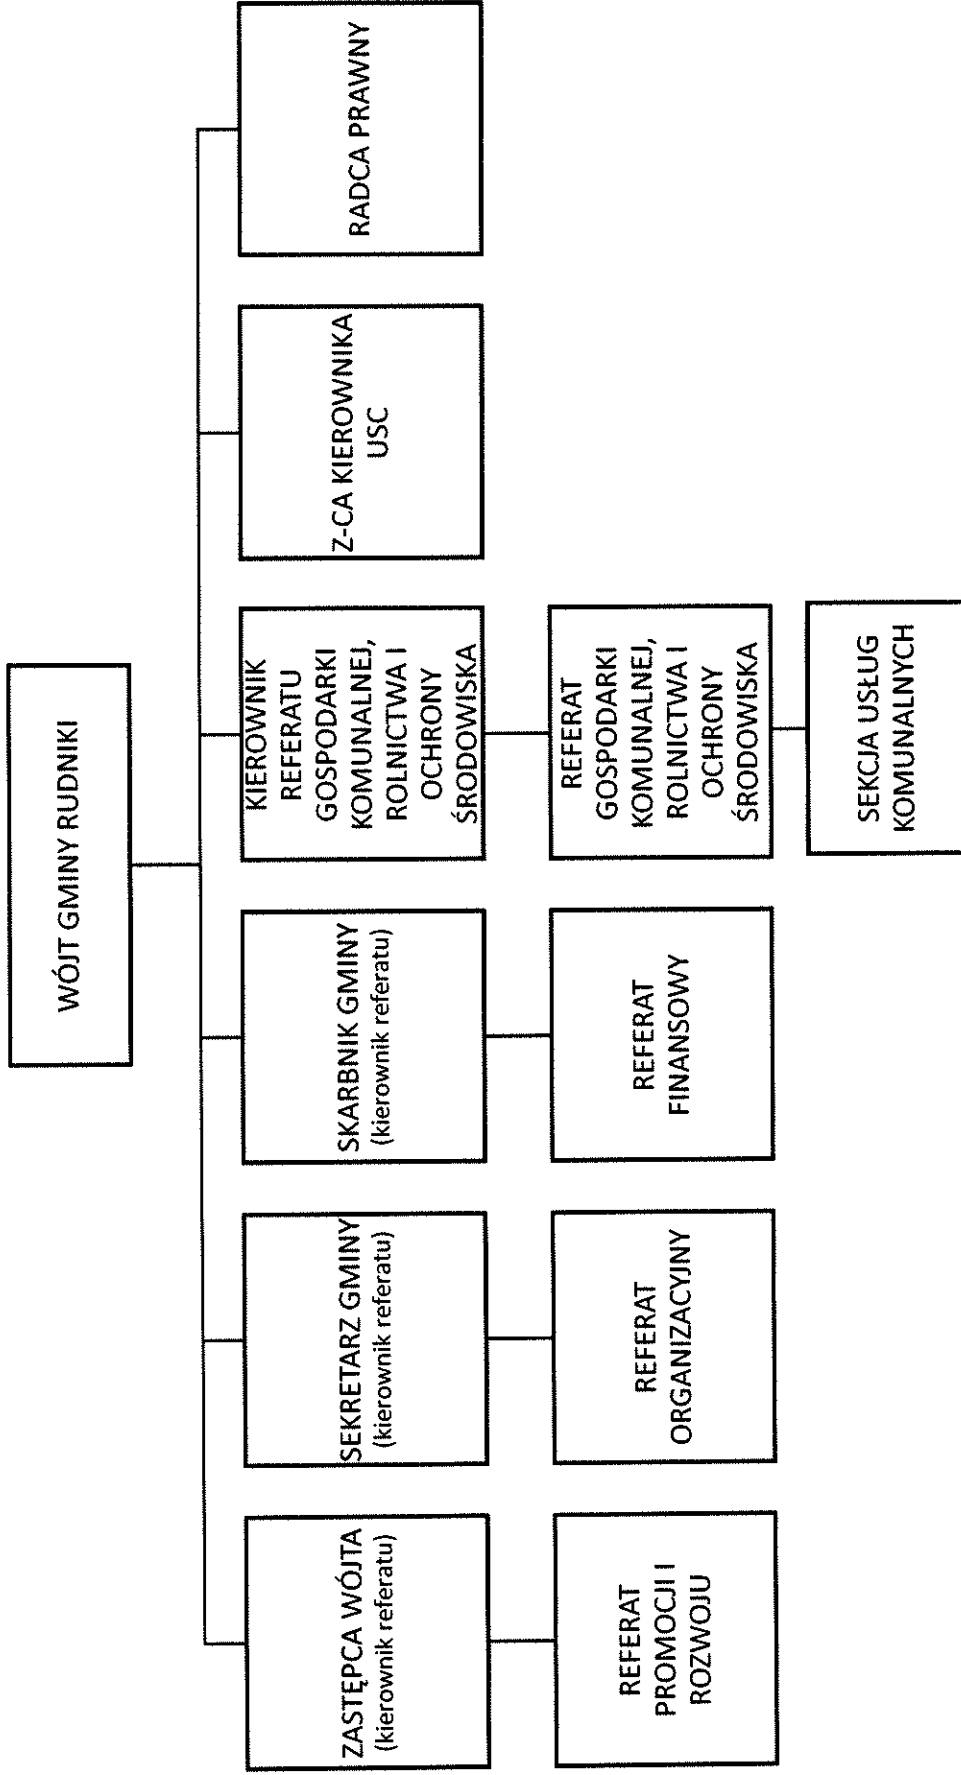 WÓJT GMINY RUDNIKI
ZASTĘPCA WÓJTA
(kierownik referatu)
SEKRETARZ GMINY
(kierownik referatu)
SKARBNIK GMINY
(kierownik referatu)
KIEROWNIK
REFERATU
GOSPODARKI
KOMUNALNEJ,
ROLNICTWA I
OCHRONY
ŚRODOWISKA
Z-CA KIEROWNIKA
USC
RADCA PRAWNY
REFERAT
PROMOCJI I
ROZWOJU
REFERAT
ORGANIZACYJNY
REFERAT
FINANSOWY
REFERAT
GOSPODARKI
KOMUNALNEJ,
ROLNICTWA I
OCHRONY
ŚRODOWISKA
SEKCJA USŁUG
KOMUNALNYCH